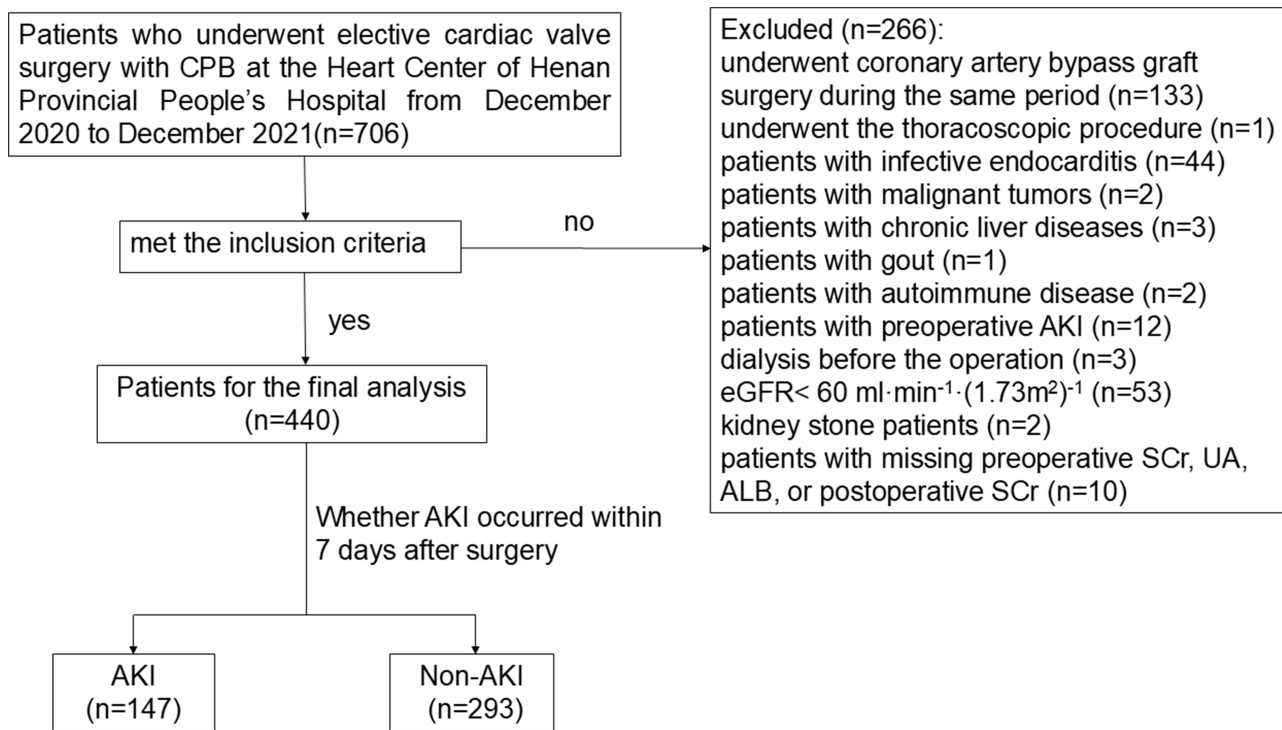 Patients who underwent elective cardiac valve
surgery with CPB at the Heart Center of Henan
Provincial People's Hospital from December
2020 to December 2021(n=706)
Excluded (n=266):
underwent coronary artery bypass graft
surgery during the same period (n=133)
underwent the thoracoscopic procedure (n=1)
patients with infective endocarditis (n=44)
patients with malignant tumors (n=2)
patients with chronic liver diseases (n=3)
patients with gout (n=1)
patients with autoimmune disease (n=2)
patients with preoperative AKI (n=12)
dialysis before the operation (n=3)
eGFR< 60 ml·min⁻¹·(1.73m²)⁻¹ (n=53)
kidney stone patients (n=2)
patients with missing preoperative SCr, UA,
ALB, or postoperative SCr (n=10)
met the inclusion criteria
no
yes
Patients for the final analysis
(n=440)
Whether AKI occurred within
7 days after surgery
AKI
(n=147)
Non-AKI
(n=293)